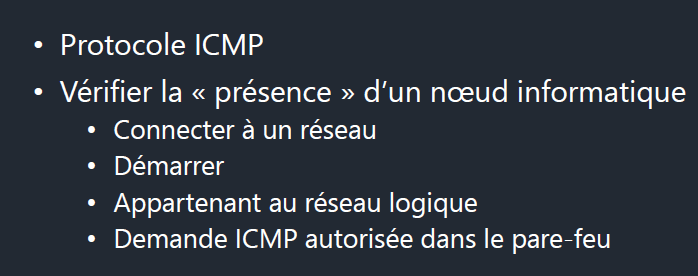 • Protocole ICMP
• Vérifier la « présence » d’un nœud informatique
• Connecter à un réseau
• Démarrer
• Appartenant au réseau logique
• Demande ICMP autorisée dans le pare-feu